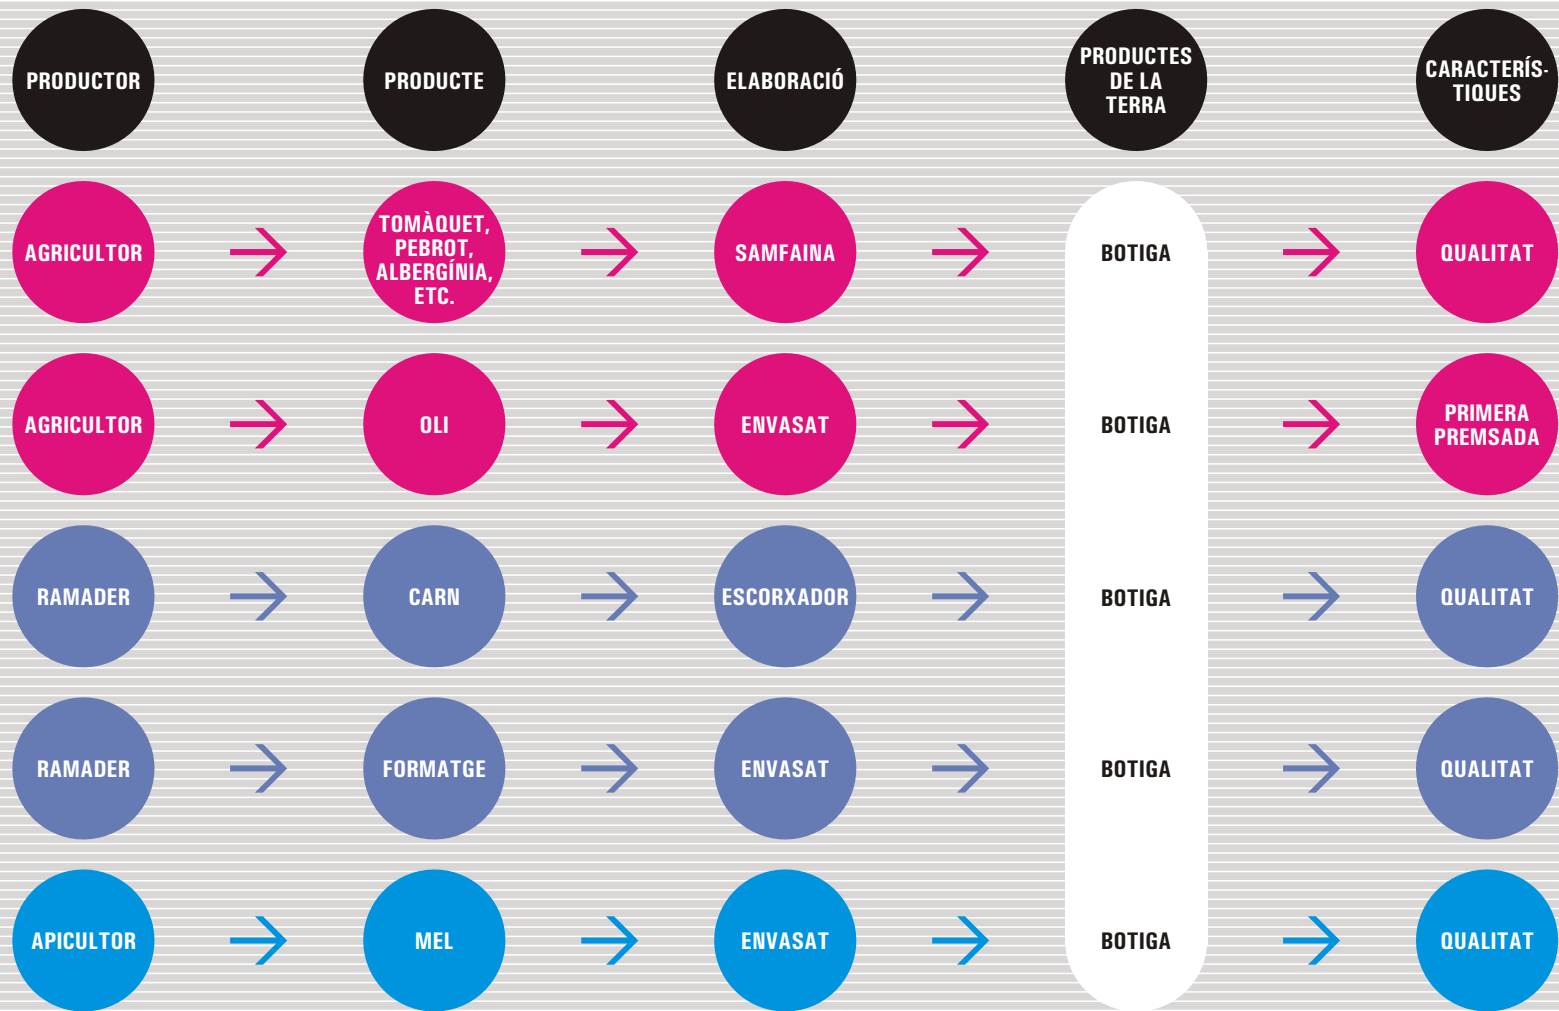 PRODUCTOR
PRODUCTE
ELABORACIÓ
PRODUCTES
DE LA
TERRA
CARACTERÍS-
TIQUES
AGRICULTOR
TOMÀQUET,
PEBROT,
ALBERGÍNIA,
ETC.
SAMFAINA
BOTIGA
QUALITAT
AGRICULTOR
OLI
ENVASAT
BOTIGA
PRIMERA
PREMSADA
RAMADER
CARN
ESCORXADOR
BOTIGA
QUALITAT
RAMADER
FORMATGE
ENVASAT
BOTIGA
QUALITAT
APICULTOR
MEL
ENVASAT
BOTIGA
QUALITAT